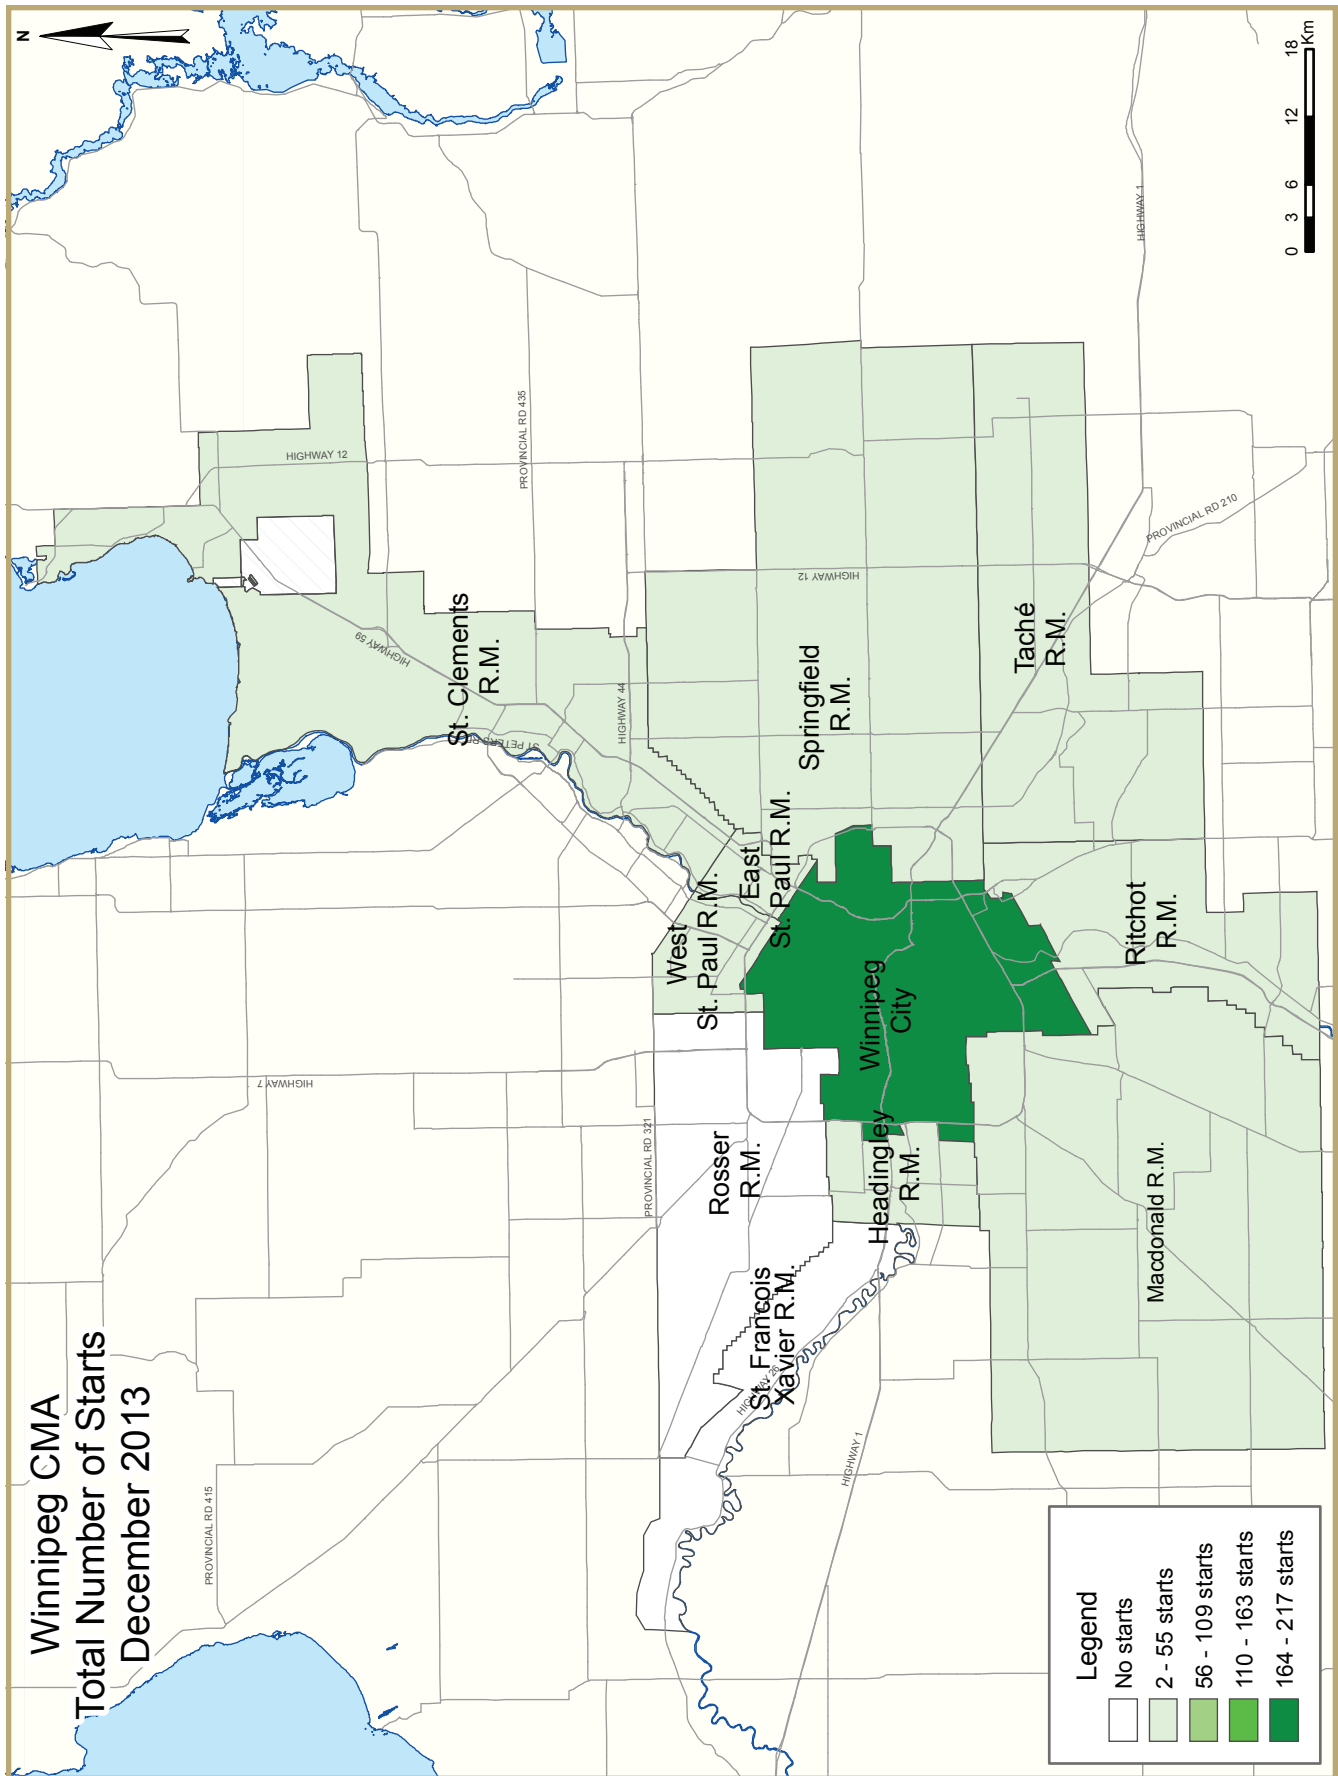 Winnipeg CMA
Total Number of Starts
December 2013
N
HIGHWAY 12
PROVINCIAL RD 435
HIGHWAY 59
St. Clements
R.M.
ST PETERS RD
HIGHWAY 44
HIGHWAY 7
PROVINCIAL RD 415
PROVINCIAL RD 321
West
St. Paul R.M.
East
St. Paul R.M.
Springfield
R.M.
HIGHWAY 12
Rosser
R.M.
St. Francois
Xavier R.M.
HIGHWAY 26
Headingley
R.M.
Winnipeg
City
HIGHWAY 1
Taché
R.M.
HIGHWAY 1
PROVINCIAL RD 210
Ritchot
R.M.
Macdonald R.M.
Legend
No starts
2 - 55 starts
56 - 109 starts
110 - 163 starts
164 - 217 starts
0 3 6 12 18
Km